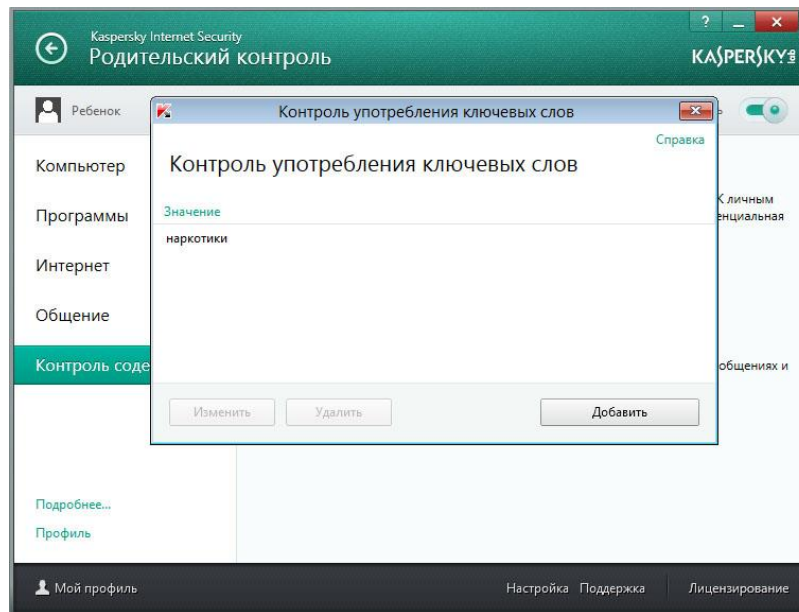 Kaspersky Internet Security
Родительский контроль
? _ x
KASPERSKY
Ребенок
Контроль употребления ключевых слов
Справка
Контроль употребления ключевых слов
Значение
наркотики
Изменить
Удалить
Добавить
Компьютер
Программы
Интернет
Общение
Контроль соде
К личным
енциальная
общениях и
Подробнее...
Профиль
Мой профиль
Настройка Поддержка Лицензирование